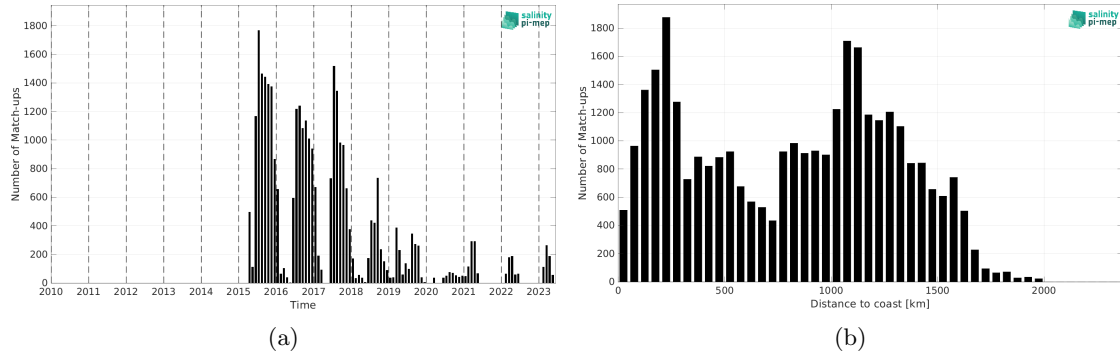 salinity
pi-mep
Number of Match-ups
1800
1600
1400
1200
1000
800
600
400
200
0
2010 2011 2012 2013 2014 2015 2016 2017 2018 2019 2020 2021 2022 2023
Time
(a)
salinity
pi-mep
Number of Match-ups
1800
1600
1400
1200
1000
800
600
400
200
0
0 500 1000 1500 2000
Distance to coast [km]
(b)